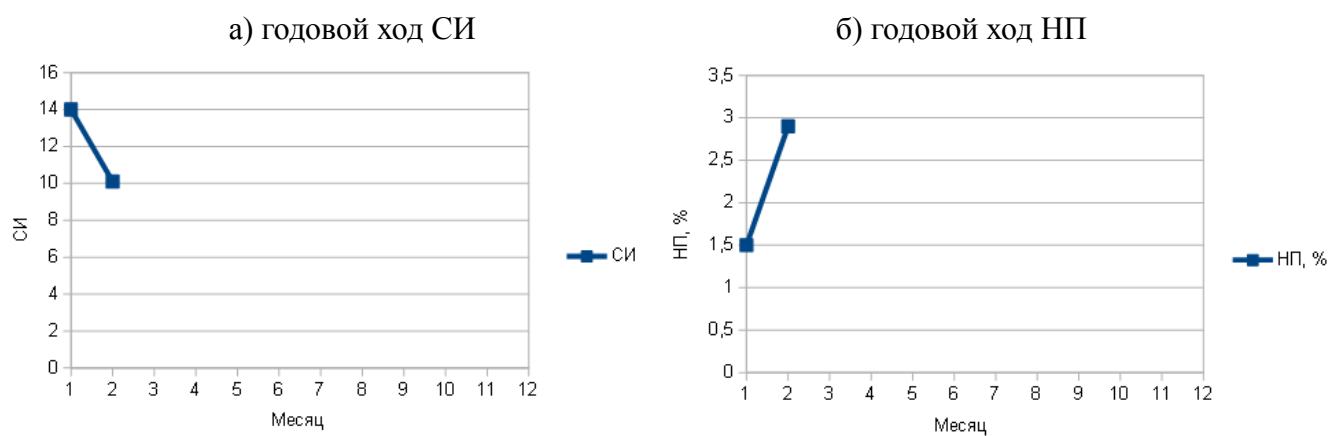 а) годовой ход СИ
16
14
12
10
8
6
4
2
0
СИ
1 2 3 4 5 6 7 8 9 10 11 12
Месяц
СИ
б) годовой ход НП
3,5
3
2,5
2
1,5
1
0,5
0
НП, %
1 2 3 4 5 6 7 8 9 10 11 12
Месяц
НП, %